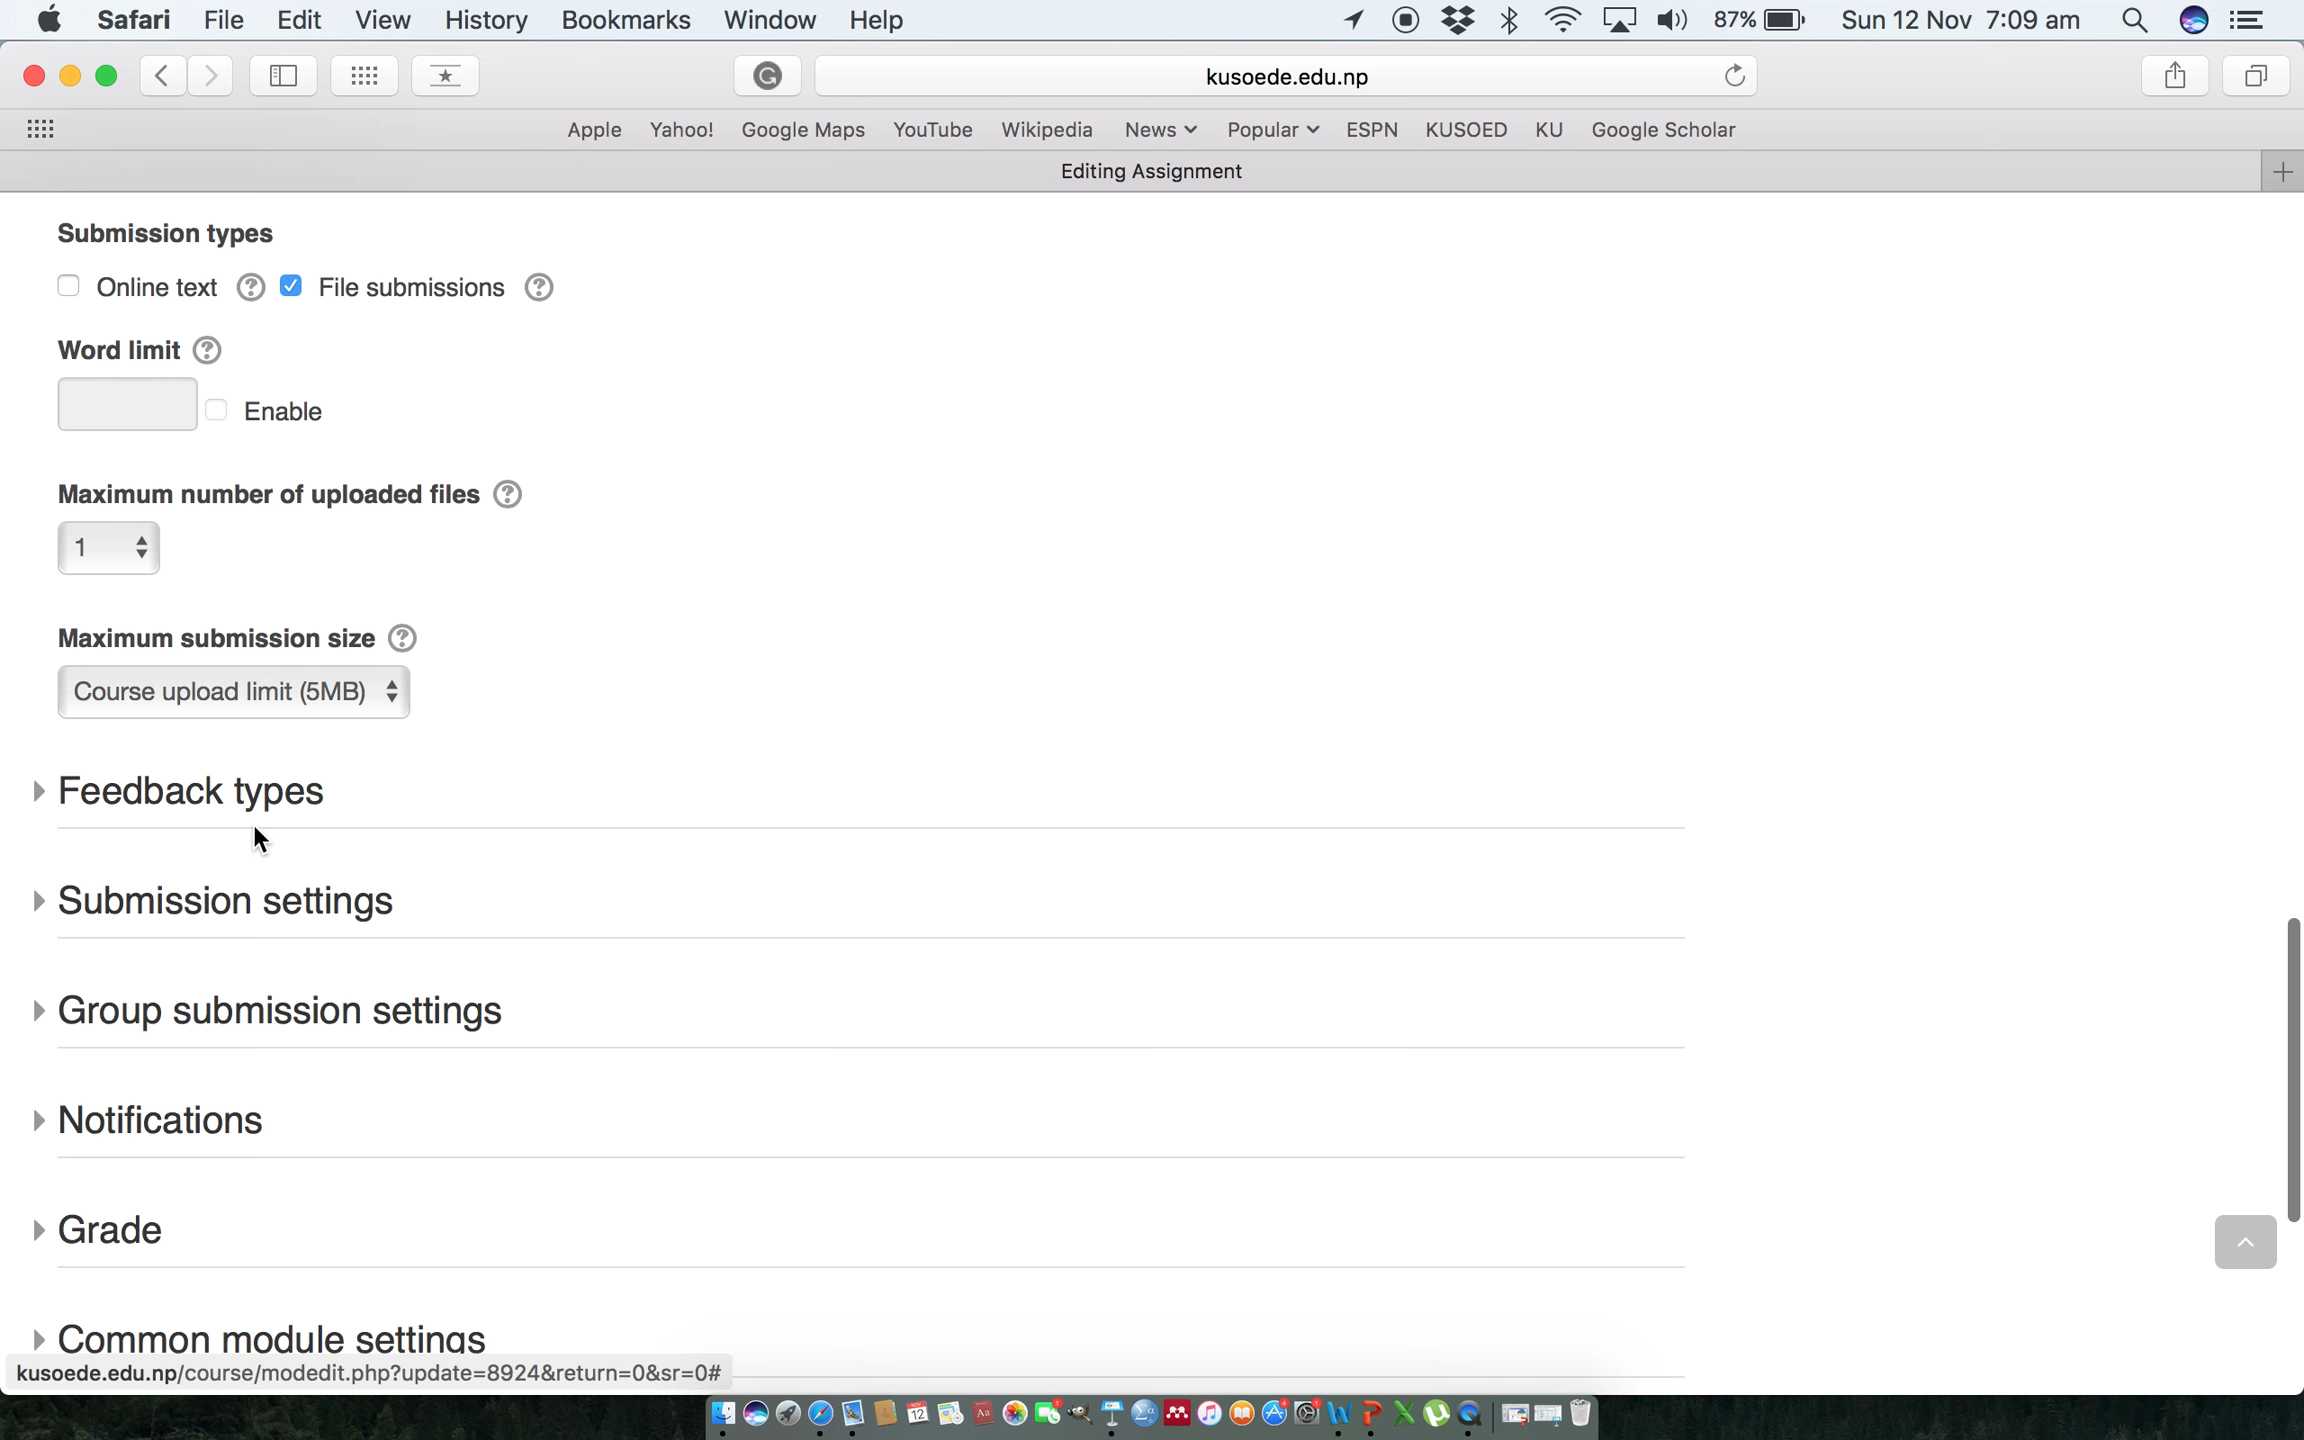 Safari File Edit View History Bookmarks Window Help 87% Sun 12 Nov 7:09 am
kusoede.edu.np
Apple Yahoo! Google Maps YouTube Wikipedia News Popular ESPN KUSOED KU Google Scholar
Editing Assignment
Submission types
Online text File submissions
Word limit
Enable
Maximum number of uploaded files
1
Maximum submission size
Course upload limit (5MB)
Feedback types
Submission settings
Group submission settings
Notifications
Grade
Common module settings
kusoede.edu.np/course/modedit.php?update=8924&return=0&sr=0#